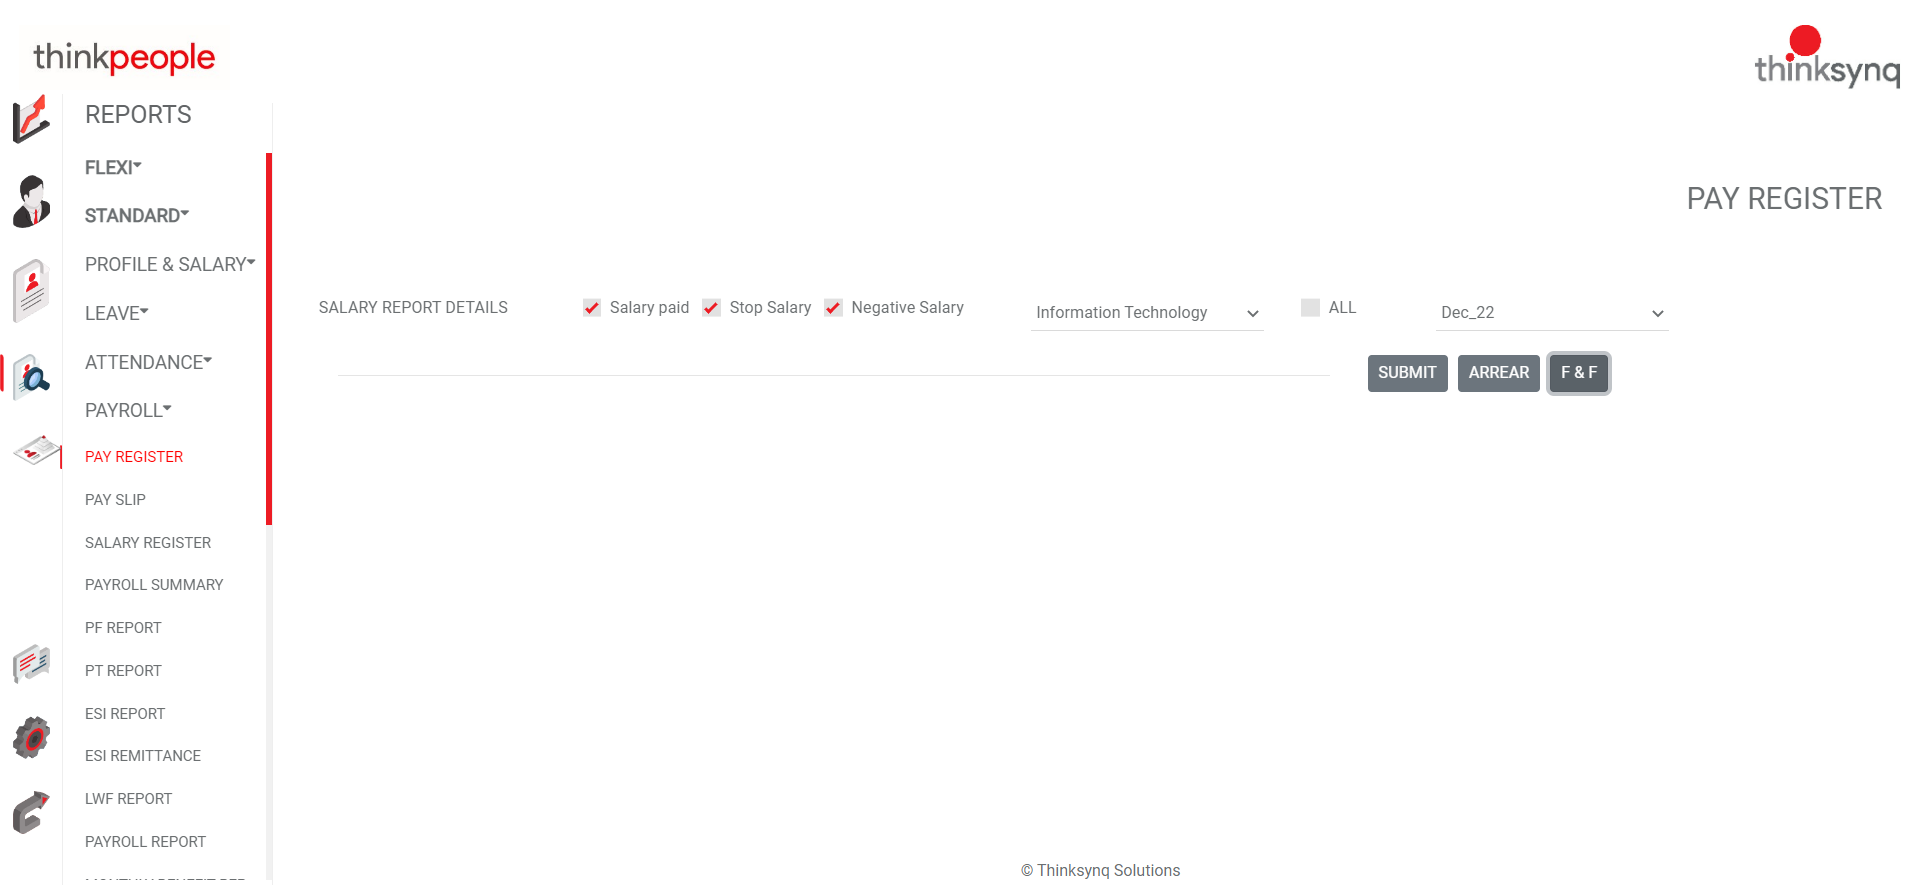 thinkpeople
thinksynq
REPORTS
FLEXI
STANDARD
PROFILE & SALARY
LEAVE
ATTENDANCE
PAYROLL
PAY REGISTER
PAY SLIP
SALARY REGISTER
PAYROLL SUMMARY
PF REPORT
PT REPORT
ESI REPORT
ESI REMITTANCE
LWF REPORT
PAYROLL REPORT
PAY REGISTER
SALARY REPORT DETAILS Salary paid Stop Salary Negative Salary Information Technology ALL Dec_22
SUBMIT ARREAR F & F
© Thinksynq Solutions